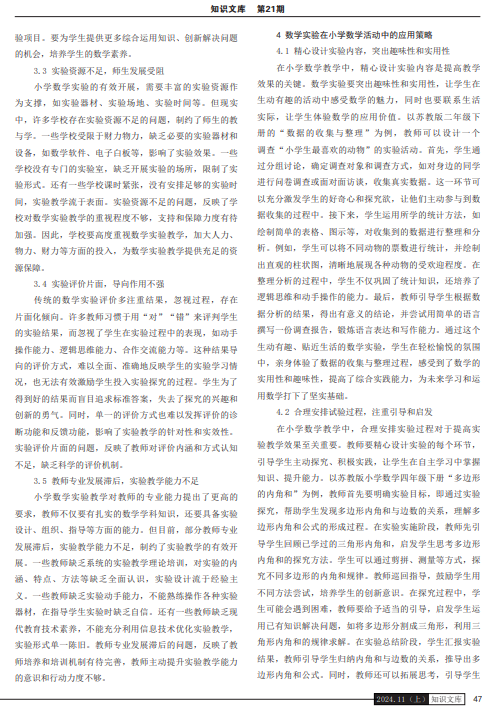 知识文库 第21期
验项目。要为学生提供更多综合运用知识、创新解决问题
的机会，培养学生的数学素养。
3.3 实验资源不足，师生发展受阻
小学数学实验的有效开展，需要丰富的实验资源作
为支撑，如实验器材、实验场地、实验时间等。但现实
中，许多学校存在实验资源不足的问题，制约了师生的教
与学。一些学校受限于财力物力，缺乏必要的实验器材和
设备，如数学软件、电子白板等，影响了实验效果。一些
学校没有专门的实验室，缺乏开展实验的场所，限制了实
验形式。还有一些学校课时紧张，没有安排足够的实验时
间，实验教学流于表面。实验资源不足的问题，反映了学
校对数学实验教学的重视程度不够，支持和保障力度有待
加强。因此，学校要高度重视数学实验教学，加大人力、
物力、财力等方面的投入，为数学实验教学提供充足的资
源保障。
3.4 实验评价片面，导向作用不强
传统的数学实验评价多注重结果，忽视过程，存在
片面化倾向。许多教师习惯于用“对”“错”来评判学生
的实验结果，而忽视了学生在实验过程中的表现，如动手
操作能力、逻辑思维能力、合作交流能力等。这种结果导
向的评价方式，难以全面、准确地反映学生的实验学习情
况，也无法有效激励学生投入实验探究的过程。学生为了
得到好的结果而盲目追求标准答案，失去了探究的兴趣和
创新的勇气。同时，单一的评价方式也难以发挥评价的诊
断功能和反馈功能，影响了实验教学的针对性和实效性。
实验评价片面的问题，反映了教师对评价内涵和方式认知
不足，缺乏科学的评价机制。
3.5 教师专业发展滞后，实验教学能力不足
小学数学实验教学对教师的专业能力提出了更高的
要求，教师不仅要有扎实的数学学科知识，还要具备实验
设计、组织、指导等方面的能力。但目前，部分教师专业
发展滞后，实验教学能力不足，制约了实验教学的有效开
展。一些教师缺乏系统的实验教学理论培训，对实验的内
涵、特点、方法等缺乏全面认识，实验设计流于经验主
义。一些教师缺乏实验动手能力，不能熟练操作各种实验
器材，在指导学生实验时缺乏自信。还有一些教师缺乏现
代教育技术素养，不能充分利用信息技术优化实验教学，
实验形式单一陈旧。教师专业发展滞后的问题，反映了教
师培养和培训机制有待完善，教师主动提升实验教学能力
的意识和行动力度不够。
4 数学实验在小学数学活动中的应用策略
4.1 精心设计实验内容，突出趣味性和实用性
在小学数学教学中，精心设计实验内容是提高教学
效果的关键。数学实验要突出趣味性和实用性，让学生在
生动有趣的活动中感受数学的魅力，同时也要联系生活
实际，让学生体验数学的应用价值。以苏教版二年级下
册的“数据的收集与整理”为例，教师可以设计一个
调查“小学生最喜欢的动物”的实验活动。首先，学生通
过分组讨论，确定调查对象和调查方式，如对身边的同学
进行问卷调查或面对面访谈，收集真实数据。这一环节可
以充分激发学生的好奇心和探究欲，让他们主动参与到数
据收集的过程中。接下来，学生运用所学的统计方法，如
绘制简单的表格、图示等，对收集到的数据进行整理和分
析。例如，学生可以将不同动物的票数进行统计，并绘制
出直观的柱状图，清晰地展现各种动物的受欢迎程度。在
整理分析的过程中，学生不仅巩固了统计知识，还培养了
逻辑思维和动手操作的能力。最后，教师引导学生根据数
据分析的结果，得出有意义的结论，并尝试用简单的语言
撰写一份调查报告，锻炼语言表达和写作能力。通过这个
生动有趣、贴近生活的数学实验，学生在轻松愉悦的氛围
中，亲身体验了数据的收集与整理过程，感受到了数学的
实用性和趣味性，提高了综合实践能力，为未来学习和运
用数学打下了坚实基础。
4.2 合理安排试验过程，注重引导和启发
在小学数学教学中，合理安排实验过程对于提高实
验教学效果至关重要。教师要精心设计实验的每个环节，
引导学生主动探究、积极实践，让学生在自主学习中掌握
知识、提升能力。以苏教版小学数学四年级下册“多边形
的内角和”为例，教师首先要明确实验目标，即通过实验
探究，帮助学生发现多边形内角和与边数的关系，理解多
边形内角和公式的形成过程。在实验实施阶段，教师先引
导学生回顾已学过的三角形内角和，启发学生思考多边形
内角和的探究方法。学生可以通过剪拼、测量等方式，探
究不同多边形的内角和规律。教师巡回指导，鼓励学生用
不同方法尝试，培养学生的创新意识。在探究过程中，学
生可能会遇到困难，教师要给予适当的引导，启发学生运
用已有知识解决问题，如将多边形分割成三角形，利用三
角形内角和的规律求解。在实验总结阶段，学生汇报实验
结果，教师引导学生归纳内角和与边数的关系，推导出多
边形内角和公式。同时，教师还可以拓展思考，引导学生
2024.11（上）知识文库 47